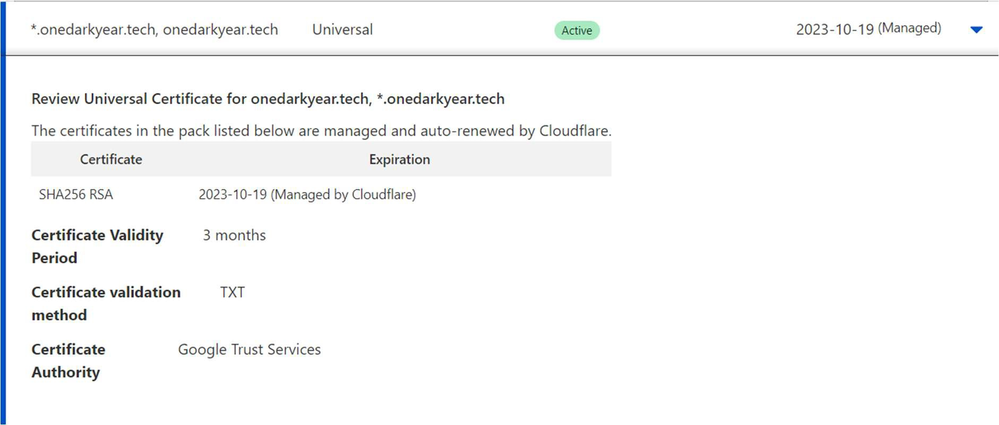 *.onedarkyear.tech, onedarkyear.tech Universal Active 2023-10-19 (Managed)
Review Universal Certificate for onedarkyear.tech, *.onedarkyear.tech
The certificates in the pack listed below are managed and auto-renewed by Cloudflare.
Certificate Expiration
SHA256 RSA 2023-10-19 (Managed by Cloudflare)
Certificate Validity 3 months
Period
Certificate validation TXT
method
Certificate Google Trust Services
Authority